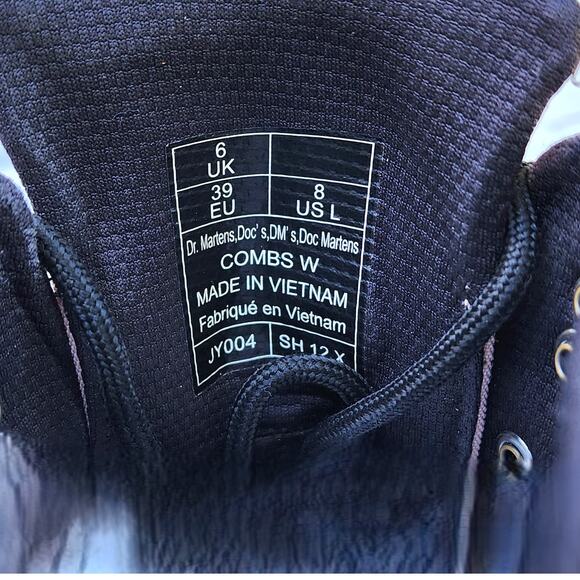 6
UK
39
EU
8
US L
Dr. Martens,Doc's,DM's,Doc Martens
COMBS W
MADE IN VIETNAM
Fabriqué en Vietnam
JY004
SH 12 X